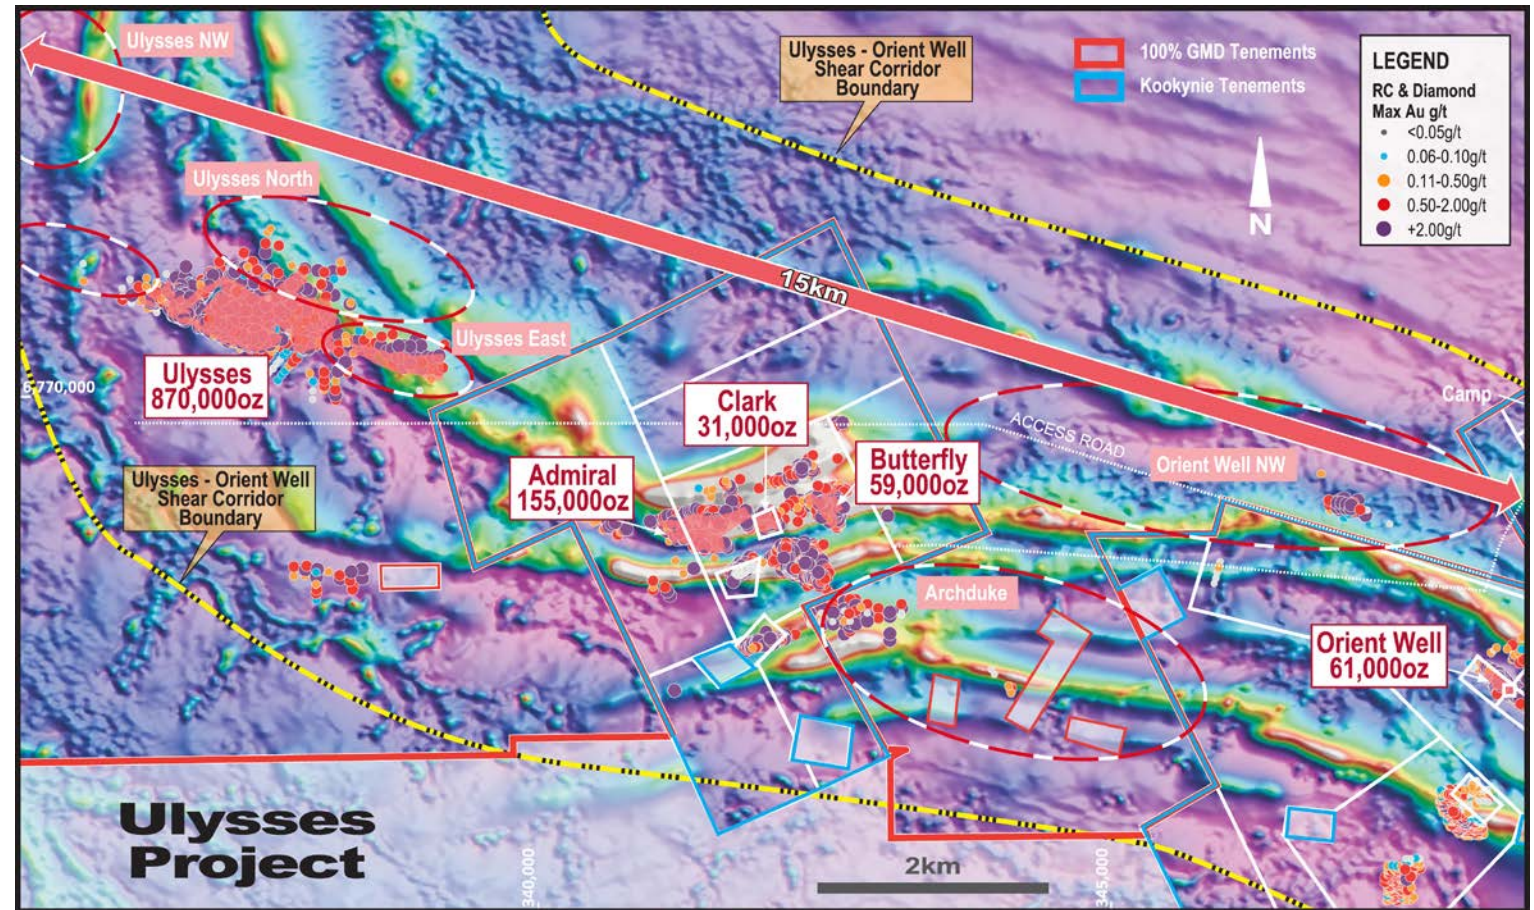 Ulysses NW
Ulysses - Orient Well
Shear Corridor
Boundary
100% GMD Tenements
Kookynie Tenements
LEGEND
RC & Diamond
Max Au g/t
<0.05g/t
0.06-0.10g/t
0.11-0.50g/t
0.50-2.00g/t
+2.00g/t
N
Ulysses North
15km
Ulysses East
Ulysses
870,000oz
6,770,000
Camp
Clark
31,000oz
ACCESS ROAD
Admiral
155,000oz
Butterfly
59,000oz
Orient Well NW
Ulysses - Orient Well
Shear Corridor
Boundary
Archduke
Orient Well
61,000oz
Ulysses
Project
340,000
2km
345,000